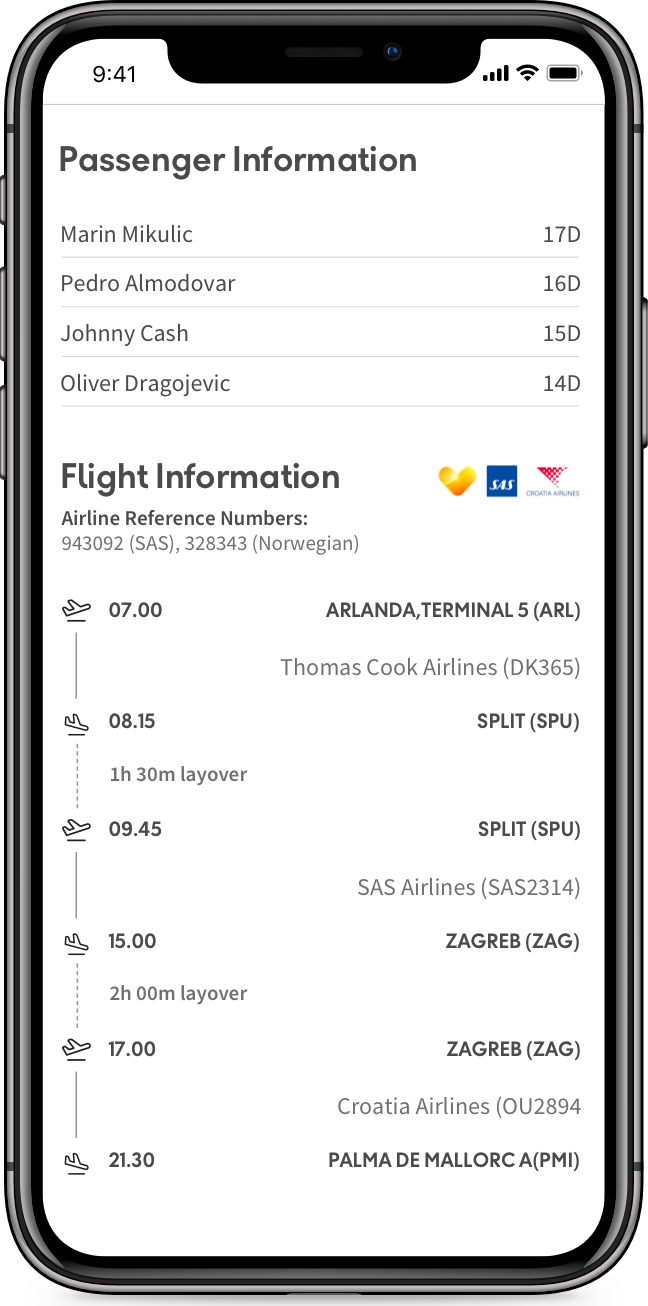 9:41
Passenger Information
Marin Mikulic 17D
Pedro Almodovar 16D
Johnny Cash 15D
Oliver Dragojevic 14D
Flight Information SAS CROATIA AIRLINES
Airline Reference Numbers:
943092 (SAS), 328343 (Norwegian)
07.00 ARLANDA,TERMINAL 5 (ARL)
Thomas Cook Airlines (DK365)
08.15 SPLIT (SPU)
1h 30m layover
09.45 SPLIT (SPU)
SAS Airlines (SAS2314)
15.00 ZAGREB (ZAG)
2h 00m layover
17.00 ZAGREB (ZAG)
Croatia Airlines (OU2894
21.30 PALMA DE MALLORC A(PMI)